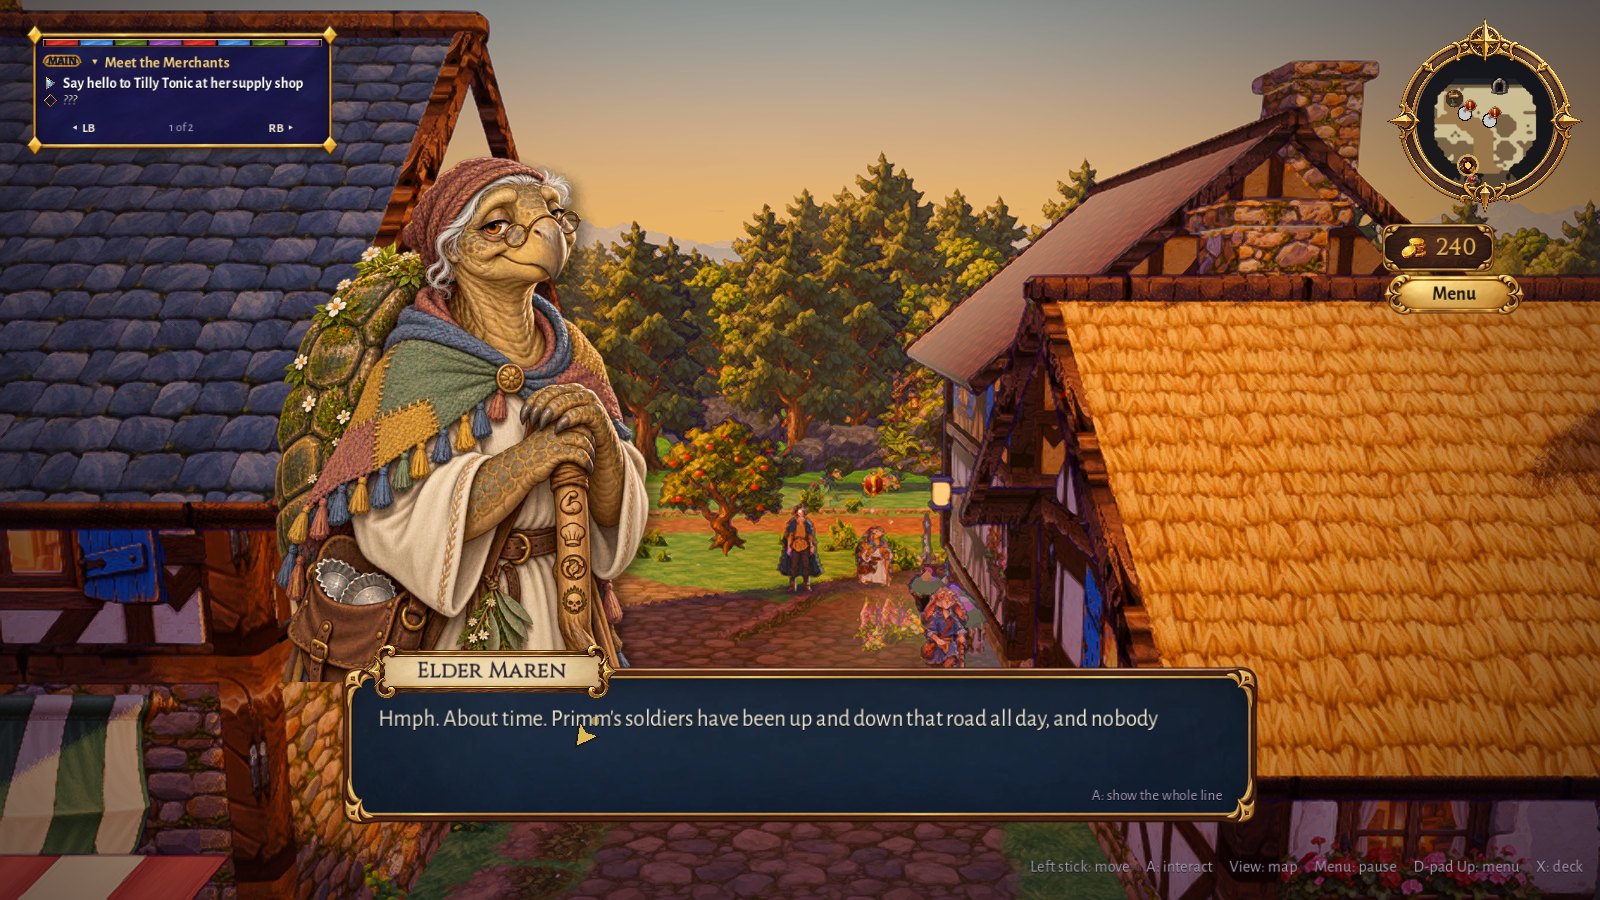 MAIN ▾ Meet the Merchants
Say hello to Tilly Tonic at her supply shop
???
◂ LB 1 of 2 RB ▸
240
Menu
ELDER MAREN
Hmph. About time. Primm's soldiers have been up and down that road all day, and nobody
A: show the whole line
Left stick: move A: interact View: map Menu: pause D-pad Up: menu X: deck